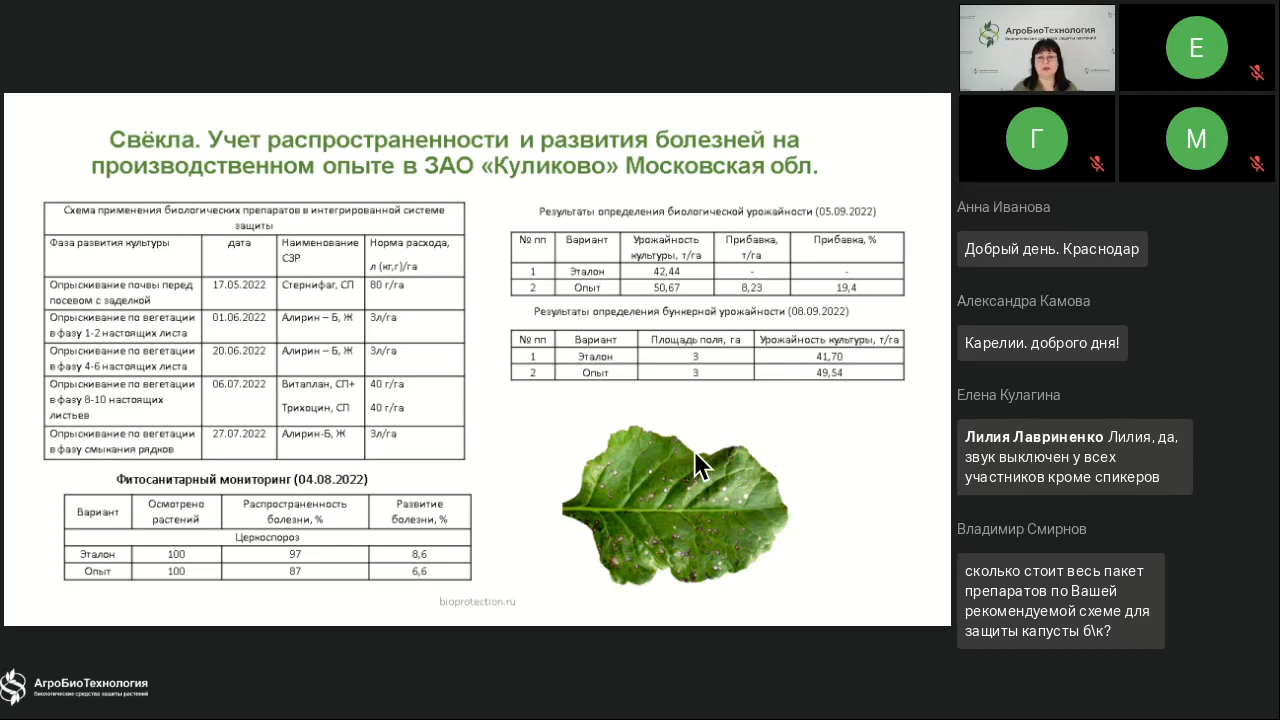 Свёкла. Учет распространенности и развития болезней на
производственном опыте в ЗАО «Куликово» Московская обл.
Схема применения биологических препаратов в интегрированной системе
защиты
Фаза развития культуры дата Наименование СЗР Норма расхода, л (кг,г)/га
Опрыскивание почвы перед посевом с заделкой 17.05.2022 Стернифаг, СП 80 г/га
Опрыскивание по вегетации в фазу 1-2 настоящих листа 01.06.2022 Алирин – Б, Ж 3л/га
Опрыскивание по вегетации в фазу 4-6 настоящих листа 20.06.2022 Алирин – Б, Ж 3л/га
Опрыскивание по вегетации в фазу 8-10 настоящих листьев 06.07.2022 Витаплан, СП+ Трихоцин, СП 40 г/га 40 г/га
Опрыскивание по вегетации в фазу смыкания рядков 27.07.2022 Алирин-Б, Ж 3л/га
Фитосанитарный мониторинг (04.08.2022)
Вариант Осмотрено растений Распространенность болезни, % Развитие болезни, %
Церкоспороз
Эталон 100 97 8,6
Опыт 100 87 6,6
Результаты определения биологической урожайности (05.09.2022)
№ пп Вариант Урожайность культуры, т/га Прибавка, т/га Прибавка, %
1 Эталон 42,44 - -
2 Опыт 50,67 8,23 19,4
Результаты определения бункерной урожайности (08.09.2022)
№ пп Вариант Площадь поля, га Урожайность культуры, т/га
1 Эталон 3 41,70
2 Опыт 3 49,54
bioprotection.ru
АгроБиоТехнология
биологические средства защиты растений
АгроБиоТехнология
Е
Г
М
Анна Иванова
Добрый день. Краснодар
Александра Камова
Карелии. доброго дня!
Елена Кулагина
Лилия Лавриненко Лилия, да,
звук выключен у всех
участников кроме спикеров
Владимир Смирнов
сколько стоит весь пакет
препаратов по Вашей
рекомендуемой схеме для
защиты капусты б\к?